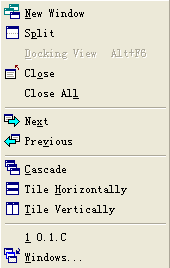 New Window
Split
Docking View Alt+F6
Close
Close All
Next
Previous
Cascade
Tile Horizontally
Tile Vertically
1 0.1.C
Windows...